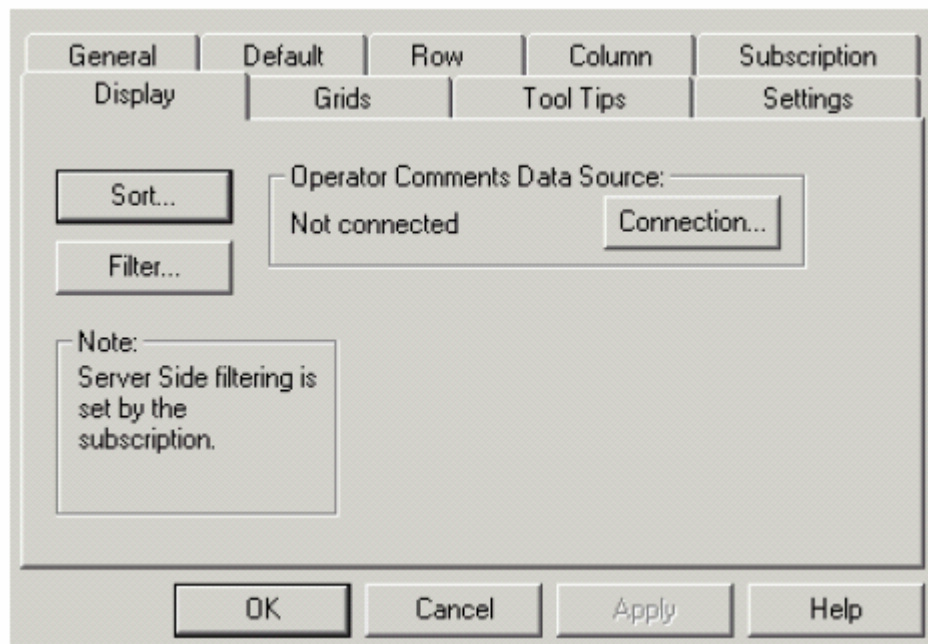 General Default Row Column Subscription
Display Grids Tool Tips Settings
Sort...
Operator Comments Data Source:
Not connected Connection...
Filter...
Note:
Server Side filtering is
set by the
subscription.
OK Cancel Apply Help